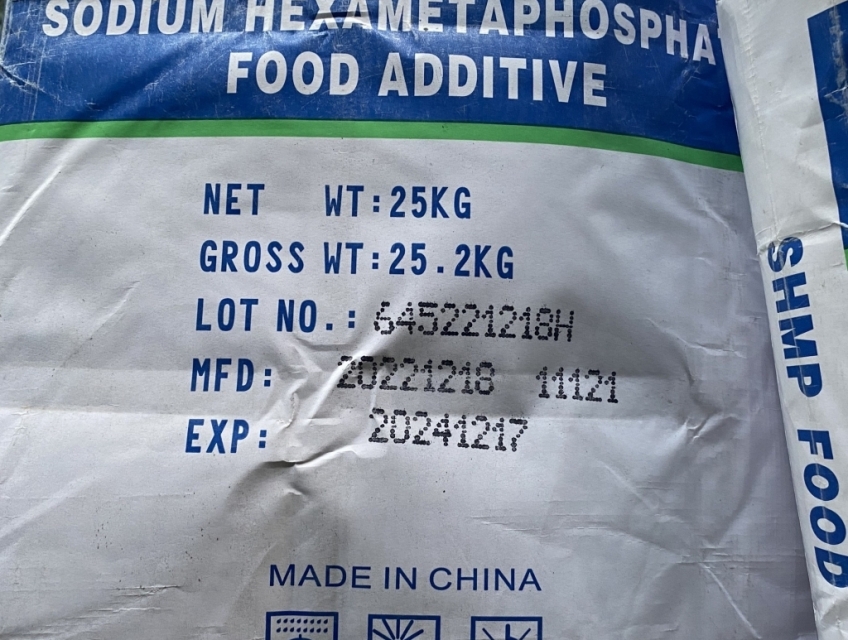 SODIUM HEXAMETAPHOSPHA
FOOD ADDITIVE
NET WT:25KG
GROSS WT:25.2KG
LOT NO.: 645221218H
MFD: 20221218 11121
EXP: 20241217
MADE IN CHINA
SHMP FOOD